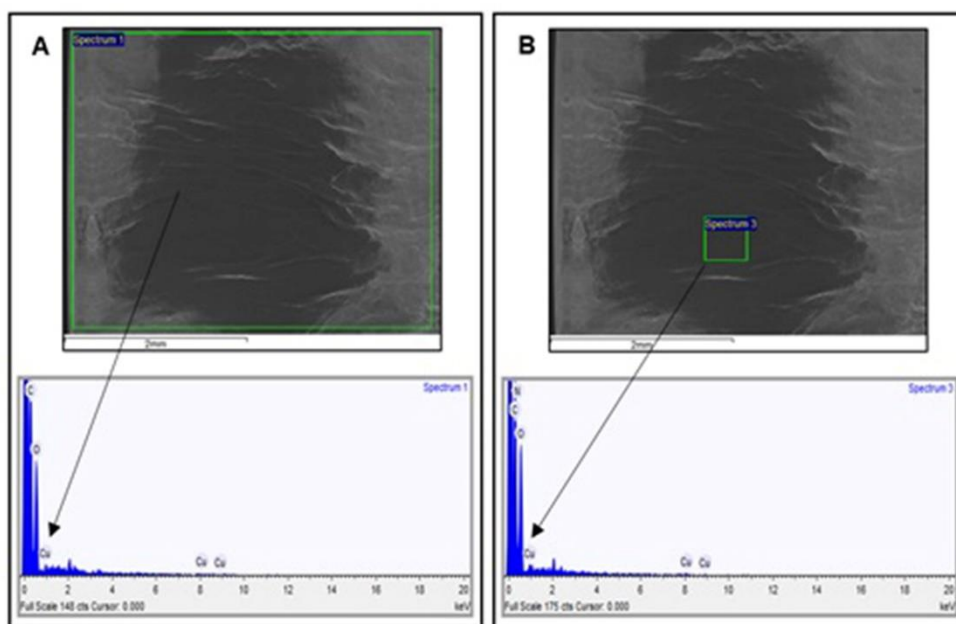 A
Spectrum 1
2mm
Spectrum 1
C
O
Cu
Cu
Cu
0 2 4 6 8 10 12 14 16 18 20
Full Scale 148 cts Cursor: 0.000
keV
B
Spectrum 3
2mm
Spectrum 3
N
C
O
Cu
Cu
Cu
0 2 4 6 8 10 12 14 16 18 20
Full Scale 175 cts Cursor: 0.000
keV